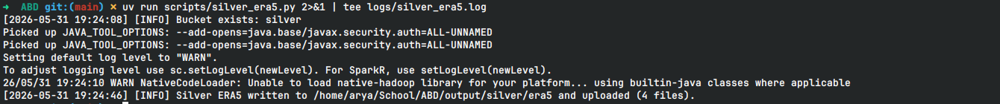 ➜ ABD git:(main) ✗ uv run scripts/silver_era5.py 2>&1 | tee logs/silver_era5.log
[2026-05-31 19:24:08] [INFO] Bucket exists: silver
Picked up JAVA_TOOL_OPTIONS: --add-opens=java.base/javax.security.auth=ALL-UNNAMED
Picked up JAVA_TOOL_OPTIONS: --add-opens=java.base/javax.security.auth=ALL-UNNAMED
Setting default log level to "WARN".
To adjust logging level use sc.setLogLevel(newLevel). For SparkR, use setLogLevel(newLevel).
26/05/31 19:24:10 WARN NativeCodeLoader: Unable to load native-hadoop library for your platform... using builtin-java classes where applicable
[2026-05-31 19:24:46] [INFO] Silver ERA5 written to /home/arya/School/ABD/output/silver/era5 and uploaded (4 files).